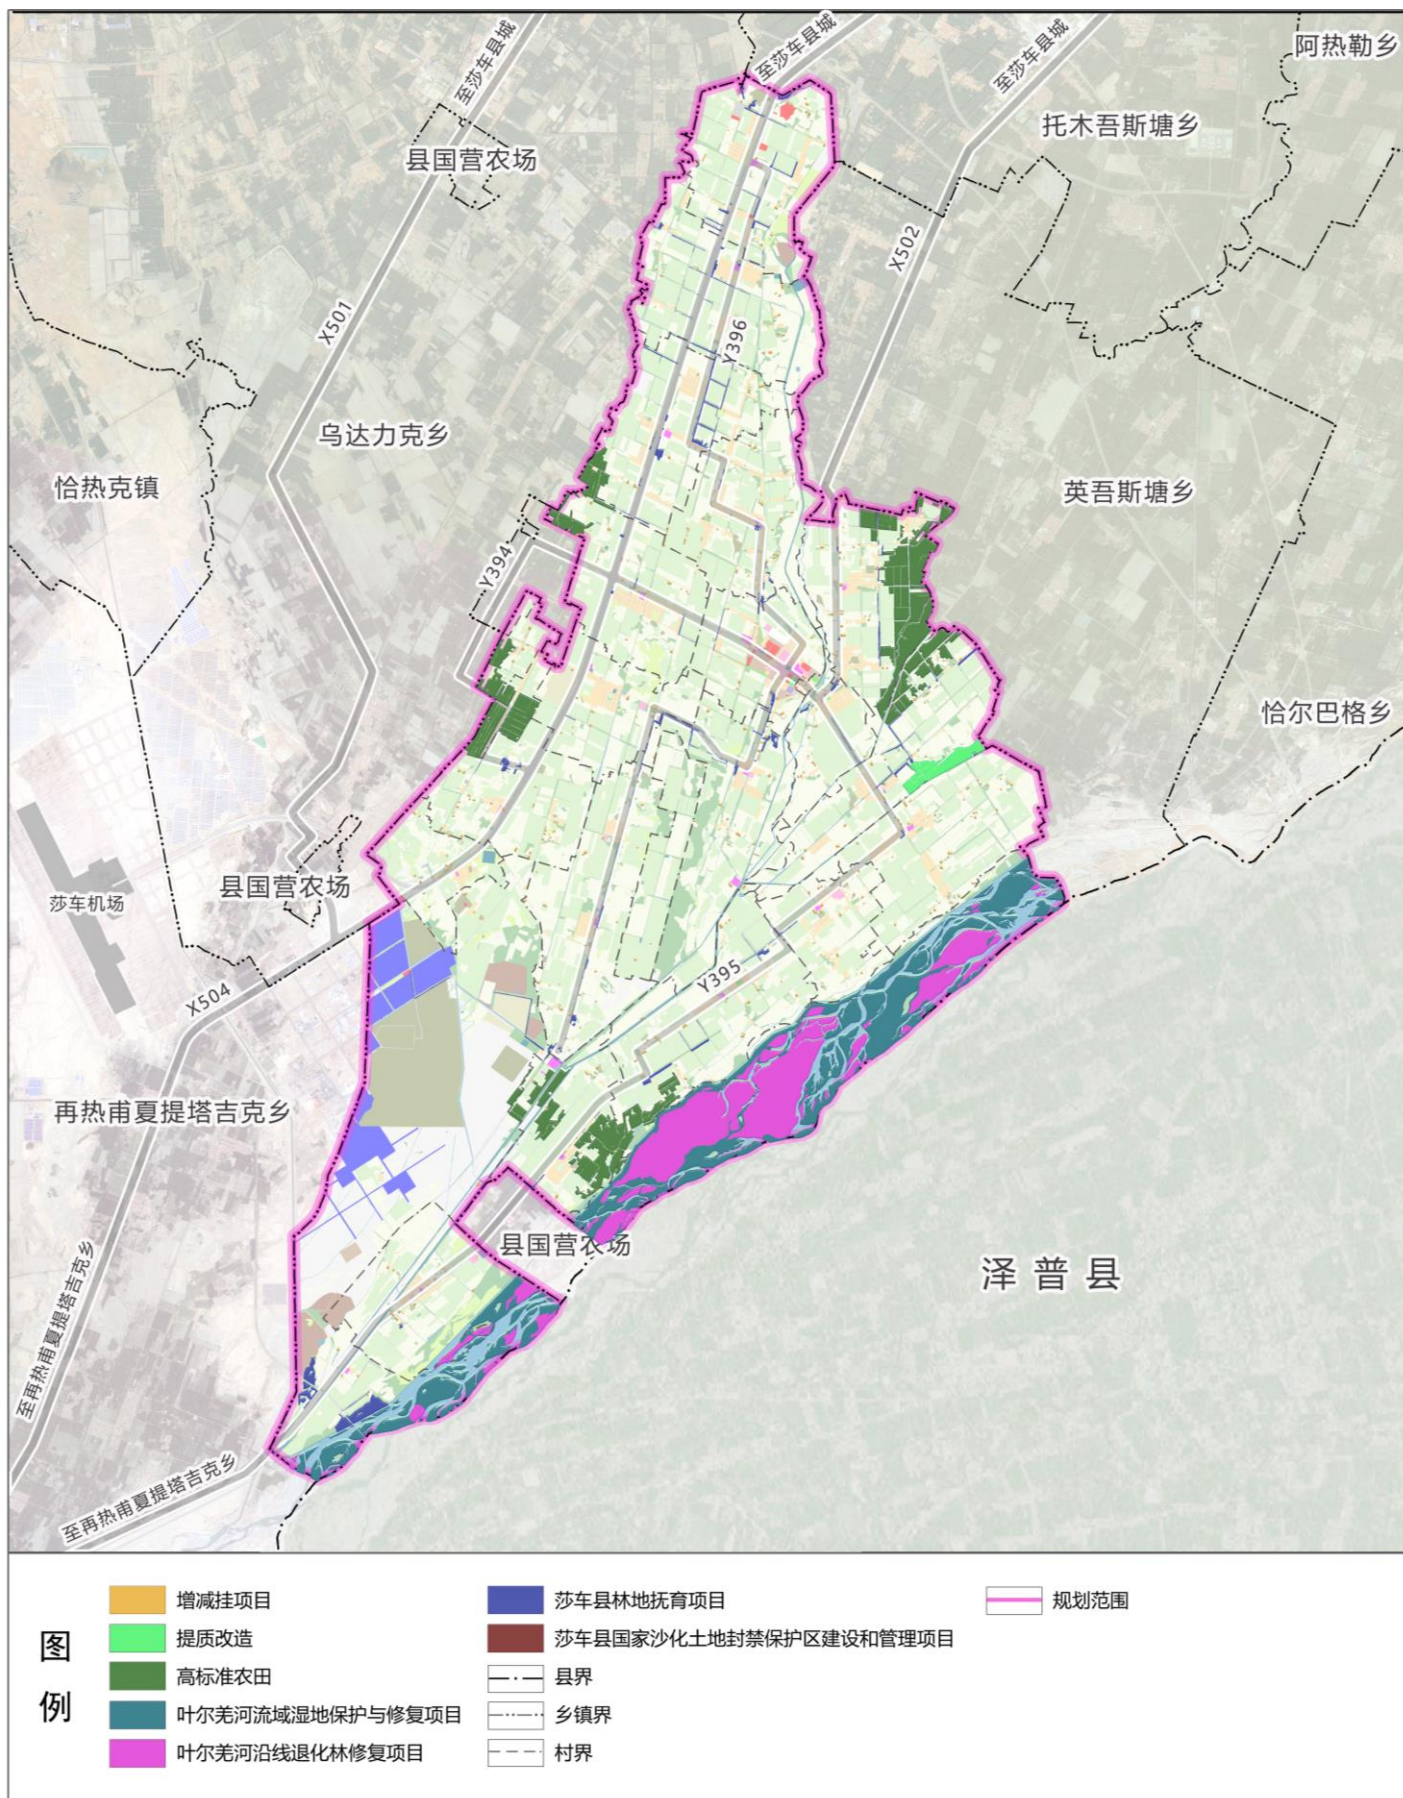 至莎车县城
至莎车县城
至莎车县城
阿热勒乡
托木吾斯塘乡
县国营农场
X502
X501
Y396
乌达力克乡
恰热克镇
英吾斯塘乡
Y394
恰尔巴格乡
县国营农场
莎车机场
Y395
X504
再热甫夏提塔吉克乡
县国营农场
泽普县
至再热甫夏提塔吉克乡
至再热甫夏提塔吉克乡
图例
增减挂项目
提质改造
高标准农田
叶尔羌河流域湿地保护与修复项目
叶尔羌河沿线退化林修复项目
莎车县林地抚育项目
莎车县国家沙化土地封禁保护区建设和管理项目
县界
乡镇界
村界
规划范围